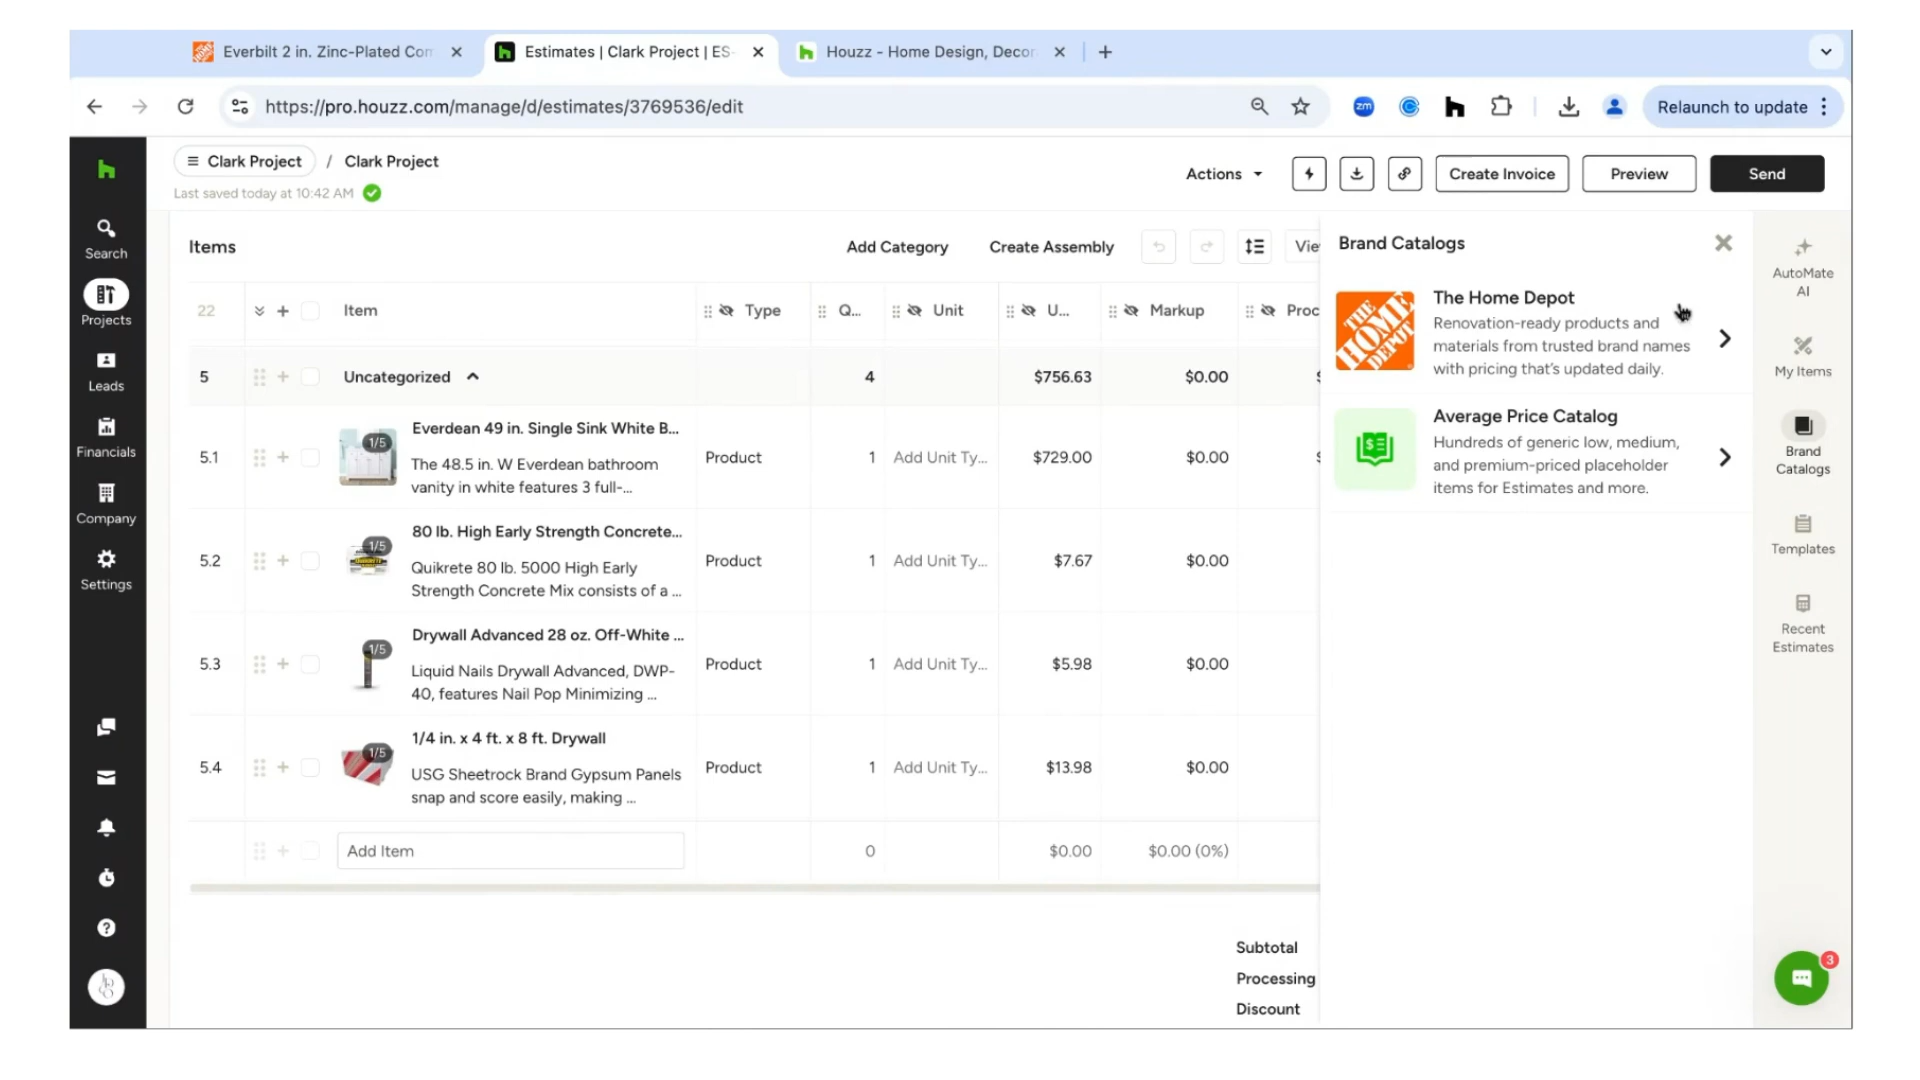 Everbilt 2 in. Zinc-Plated Con
Estimates | Clark Project | ES-
Houzz - Home Design, Decor
https://pro.houzz.com/manage/d/estimates/3769536/edit
zm
Relaunch to update
Clark Project / Clark Project
Last saved today at 10:42 AM
Actions
Create Invoice
Preview
Send
Search
Projects
Leads
Financials
Company
Settings
Items
Add Category
Create Assembly
Vie
22 Item Type Q... Unit U... Markup Proc
5 Uncategorized 4 $756.63 $0.00
5.1 1/5 Everdean 49 in. Single Sink White B...
The 48.5 in. W Everdean bathroom
vanity in white features 3 full-...
Product 1 Add Unit Ty... $729.00 $0.00
5.2 1/5 80 lb. High Early Strength Concrete...
Quikrete 80 lb. 5000 High Early
Strength Concrete Mix consists of a ...
Product 1 Add Unit Ty... $7.67 $0.00
5.3 1/5 Drywall Advanced 28 oz. Off-White ...
Liquid Nails Drywall Advanced, DWP-
40, features Nail Pop Minimizing ...
Product 1 Add Unit Ty... $5.98 $0.00
5.4 1/5 1/4 in. x 4 ft. x 8 ft. Drywall
USG Sheetrock Brand Gypsum Panels
snap and score easily, making ...
Product 1 Add Unit Ty... $13.98 $0.00
Add Item 0 $0.00 $0.00 (0%)
Subtotal
Processing
Discount
Brand Catalogs
THE HOME DEPOT
The Home Depot
Renovation-ready products and
materials from trusted brand names
with pricing that's updated daily.
Average Price Catalog
Hundreds of generic low, medium,
and premium-priced placeholder
items for Estimates and more.
AutoMate
AI
My Items
Brand
Catalogs
Templates
Recent
Estimates
3